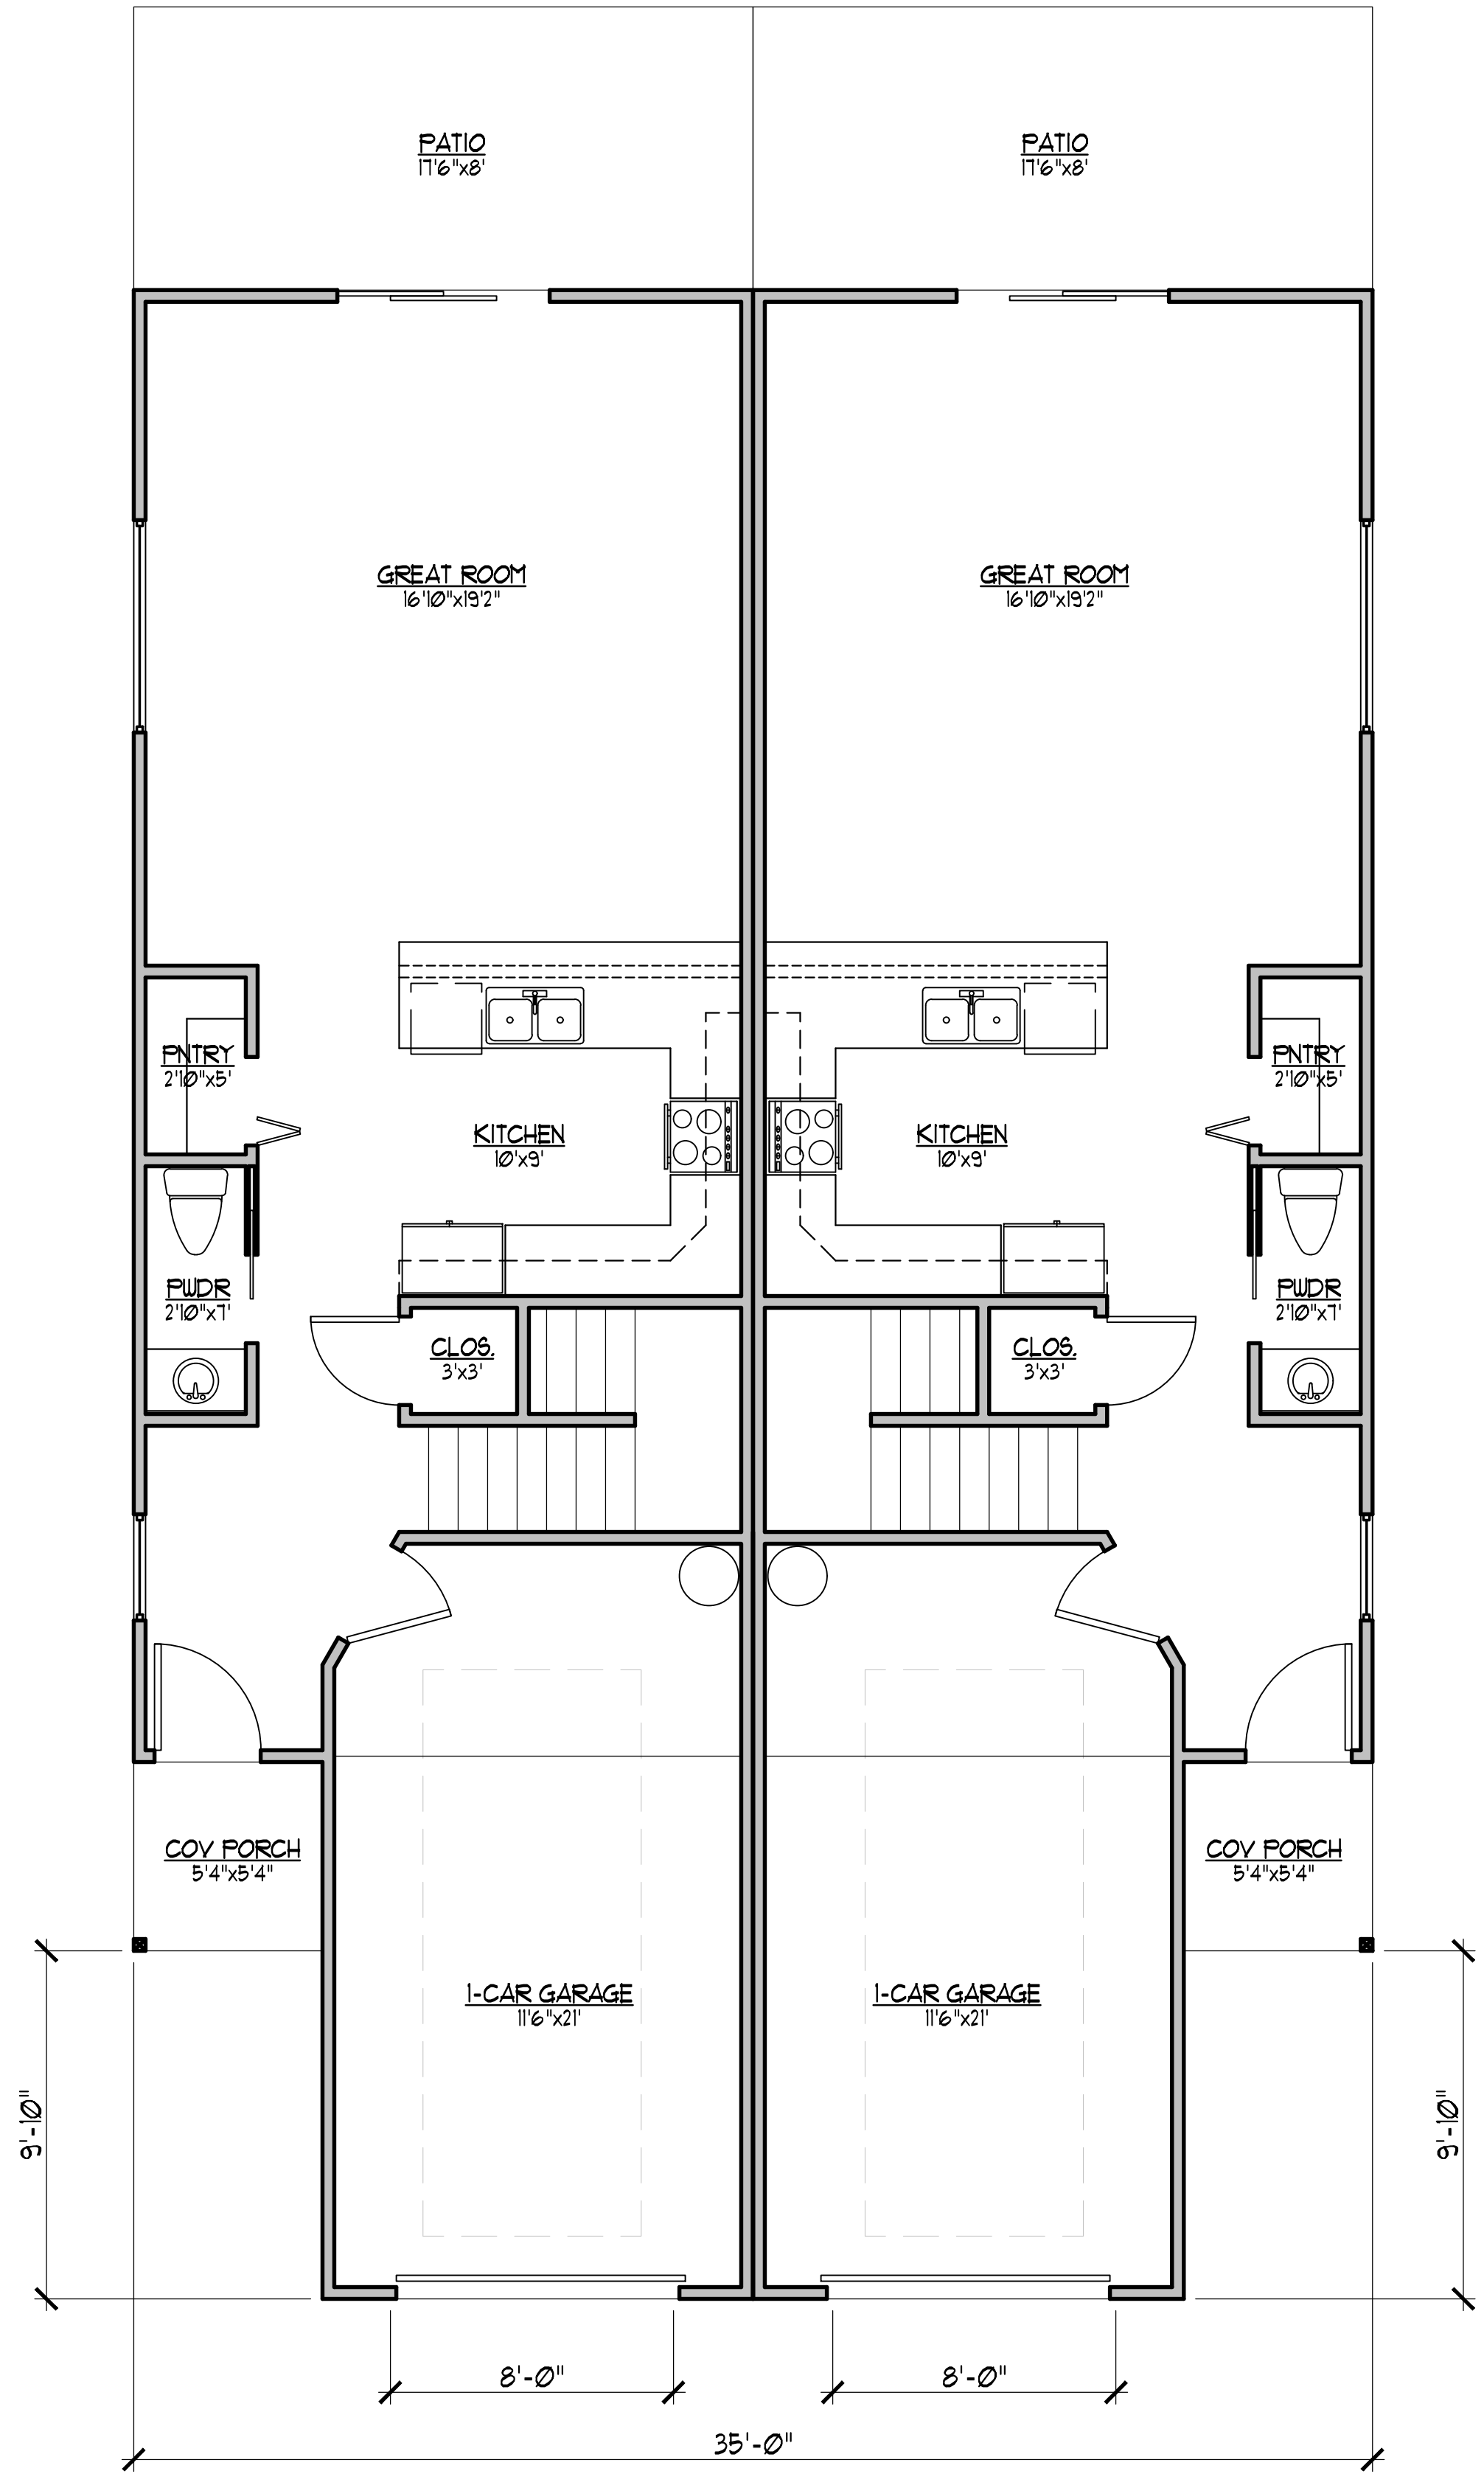 PATIO
17'6"x8'
PATIO
17'6"x8'
GREAT ROOM
16'10"x19'2"
GREAT ROOM
16'10"x19'2"
PNTRY
2'10"x5'
PNTRY
2'10"x5'
KITCHEN
10'x9'
KITCHEN
10'x9'
PWDR
2'10"x7'
PWDR
2'10"x7'
CLOS.
3'x3'
CLOS.
3'x3'
COV PORCH
5'4"x5'4"
COV PORCH
5'4"x5'4"
1-CAR GARAGE
11'6"x21'
1-CAR GARAGE
11'6"x21'
9'-10"
9'-10"
8'-0"
8'-0"
35'-0"